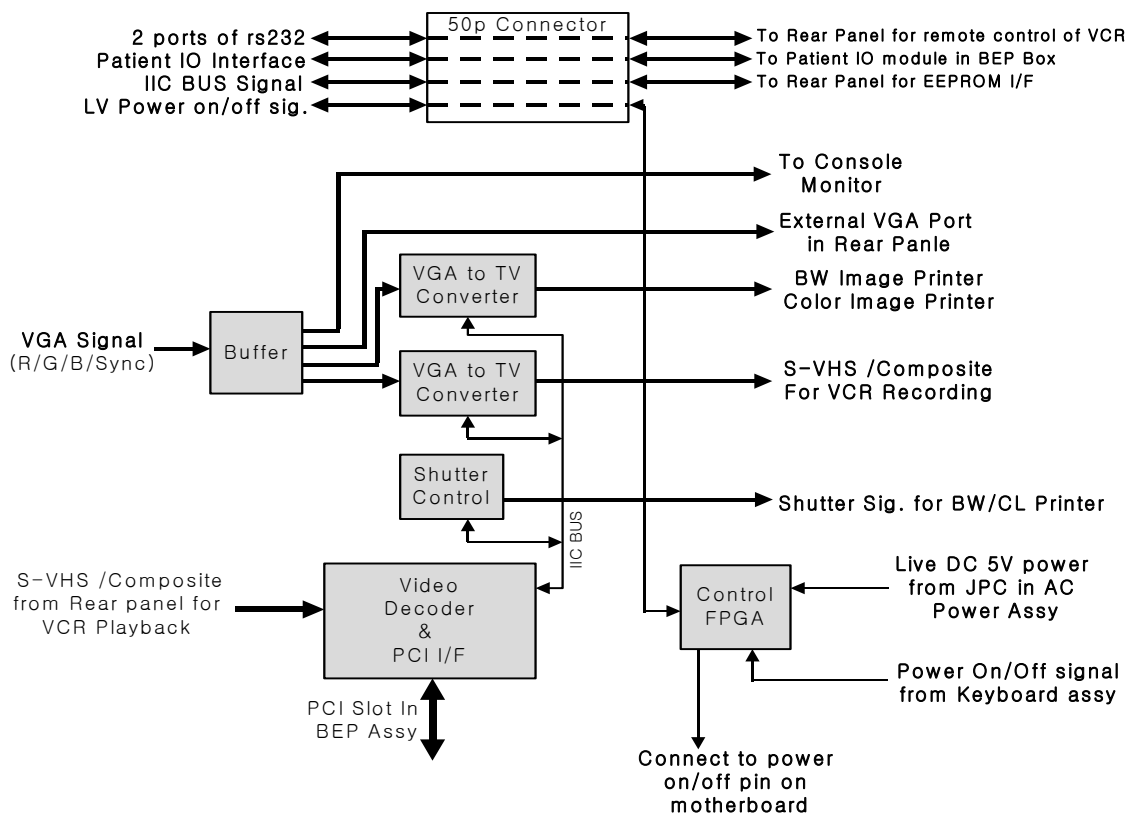 50p Connector
2 ports of rs232
To Rear Panel for remote control of VCR
Patient IO Interface
To Patient IO module in BEP Box
IIC BUS Signal
To Rear Panel for EEPROM I/F
LV Power on/off sig.
To Console
Monitor
External VGA Port
in Rear Panle
VGA to TV
Converter
BW Image Printer
Color Image Printer
VGA Signal
(R/G/B/Sync)
Buffer
VGA to TV
Converter
S-VHS /Composite
For VCR Recording
Shutter
Control
Shutter Sig. for BW/CL Printer
IIC BUS
S-VHS /Composite
from Rear panel for
VCR Playback
Video
Decoder
&
PCI I/F
Control
FPGA
Live DC 5V power
from JPC in AC
Power Assy
Power On/Off signal
from Keyboard assy
PCI Slot In
BEP Assy
Connect to power
on/off pin on
motherboard